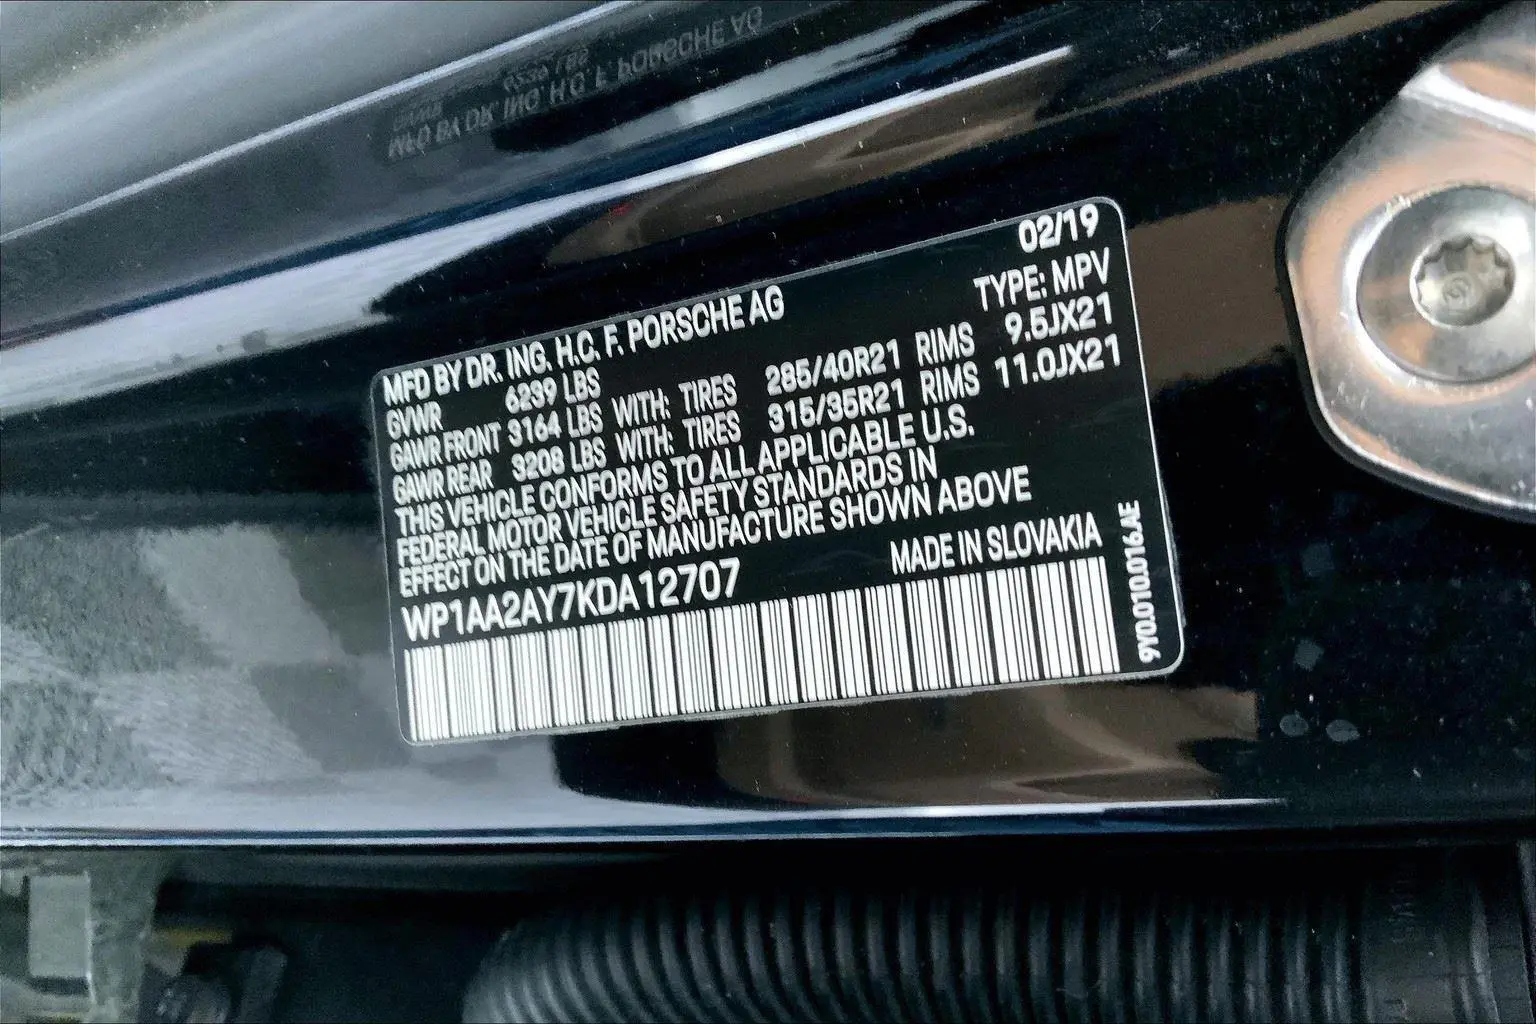 02/19
MFD BY DR. ING. H.C. F. PORSCHE AG TYPE: MPV
GVWR 6239 LBS
GAWR FRONT 3164 LBS WITH: TIRES 285/40R21 RIMS 9.5JX21
GAWR REAR 3208 LBS WITH: TIRES 315/35R21 RIMS 11.0JX21
THIS VEHICLE CONFORMS TO ALL APPLICABLE U.S.
FEDERAL MOTOR VEHICLE SAFETY STANDARDS IN
EFFECT ON THE DATE OF MANUFACTURE SHOWN ABOVE
WP1AA2AY7KDA12707 MADE IN SLOVAKIA
9Y0.010.016.AE